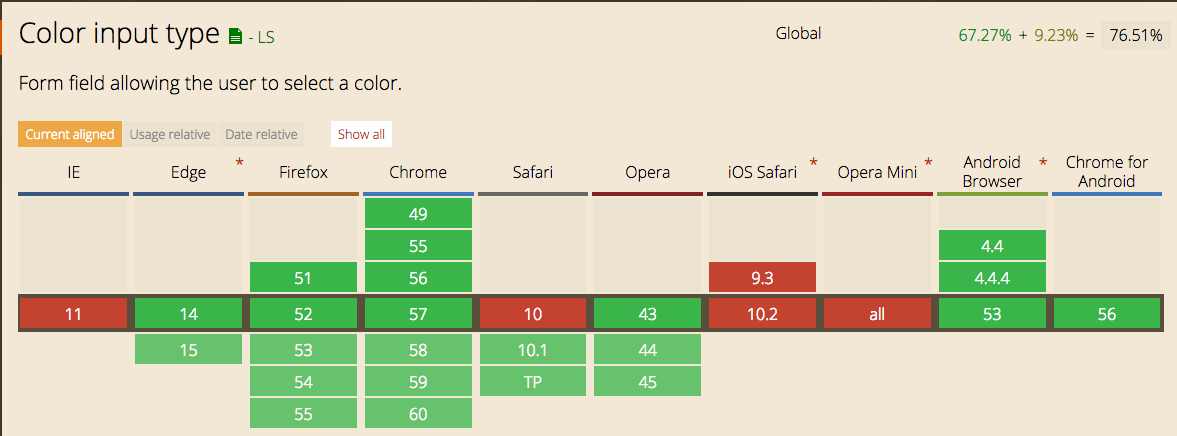 Color input type - LS
Global
67.27% + 9.23% = 76.51%
Form field allowing the user to select a color.
Current aligned Usage relative Date relative Show all
IE Edge * Firefox Chrome Safari Opera iOS Safari * Opera Mini * Android Browser * Chrome for Android
49
55 4.4
51 56 9.3 4.4.4
11 14 52 57 10 43 10.2 all 53 56
15 53 58 10.1 44
54 59 TP 45
55 60